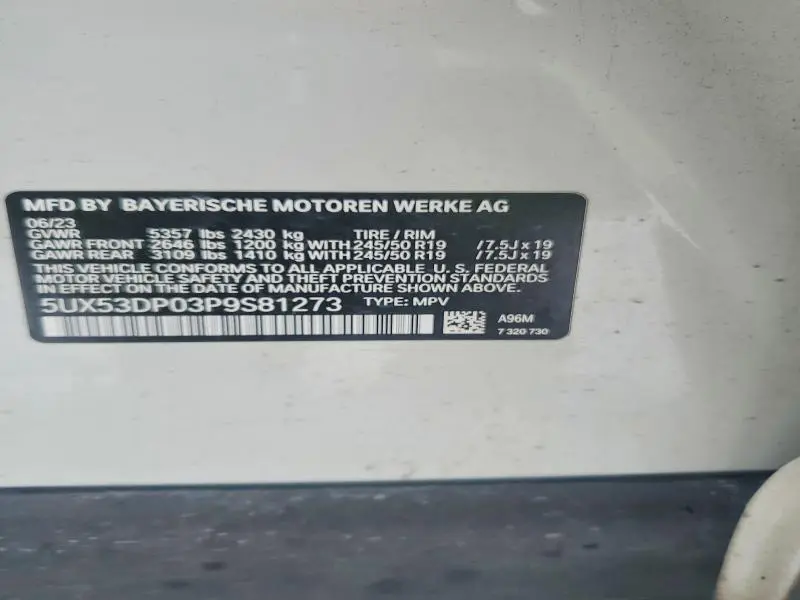 MFD BY BAYERISCHE MOTOREN WERKE AG
06/23
GVWR 5357 lbs 2430 kg TIRE / RIM
GAWR FRONT 2646 lbs 1200 kg WITH 245/50 R19 / 7.5J x 19
GAWR REAR 3109 lbs 1410 kg WITH 245/50 R19 / 7.5J x 19
THIS VEHICLE CONFORMS TO ALL APPLICABLE U. S. FEDERAL
MOTOR VEHICLE SAFETY AND THEFT PREVENTION STANDARDS
IN EFFECT ON THE DATE OF MANUFACTURE SHOWN ABOVE.
5UX53DP03P9S81273 TYPE: MPV
A96M
7 320 730